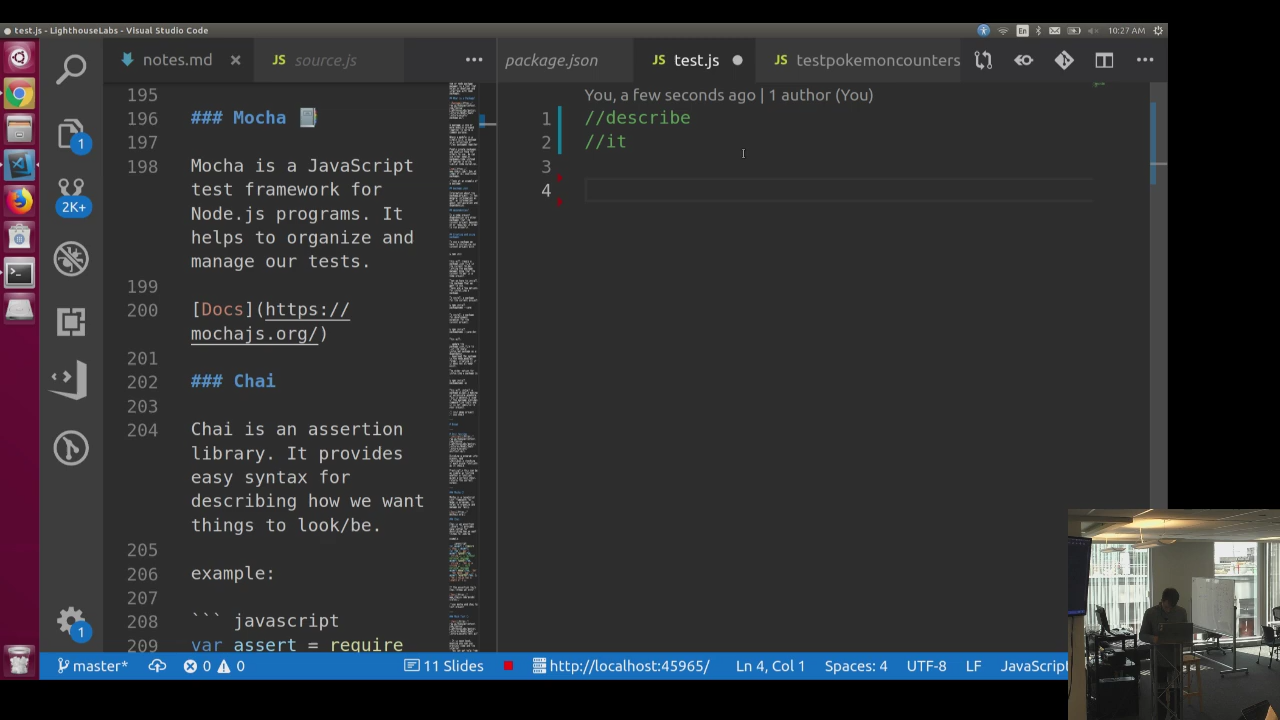 test.js - LighthouseLabs - Visual Studio Code
En
10:27 AM
notes.md
JS source.js
package.json
JS test.js
JS testpokemoncounters
195
196 ### Mocha 📓
197
198 Mocha is a JavaScript
test framework for
Node.js programs. It
helps to organize and
manage our tests.
199
200 [Docs](https://
mochajs.org/)
201
202 ### Chai
203
204 Chai is an assertion
library. It provides
easy syntax for
describing how we want
things to look/be.
205
206 example:
207
208 ``` javascript
209 var assert = require
You, a few seconds ago | 1 author (You)
1 //describe
2 //it
3
4
1
2K+
1
master*
0 0
11 Slides
http://localhost:45965/
Ln 4, Col 1
Spaces: 4
UTF-8
LF
JavaScript